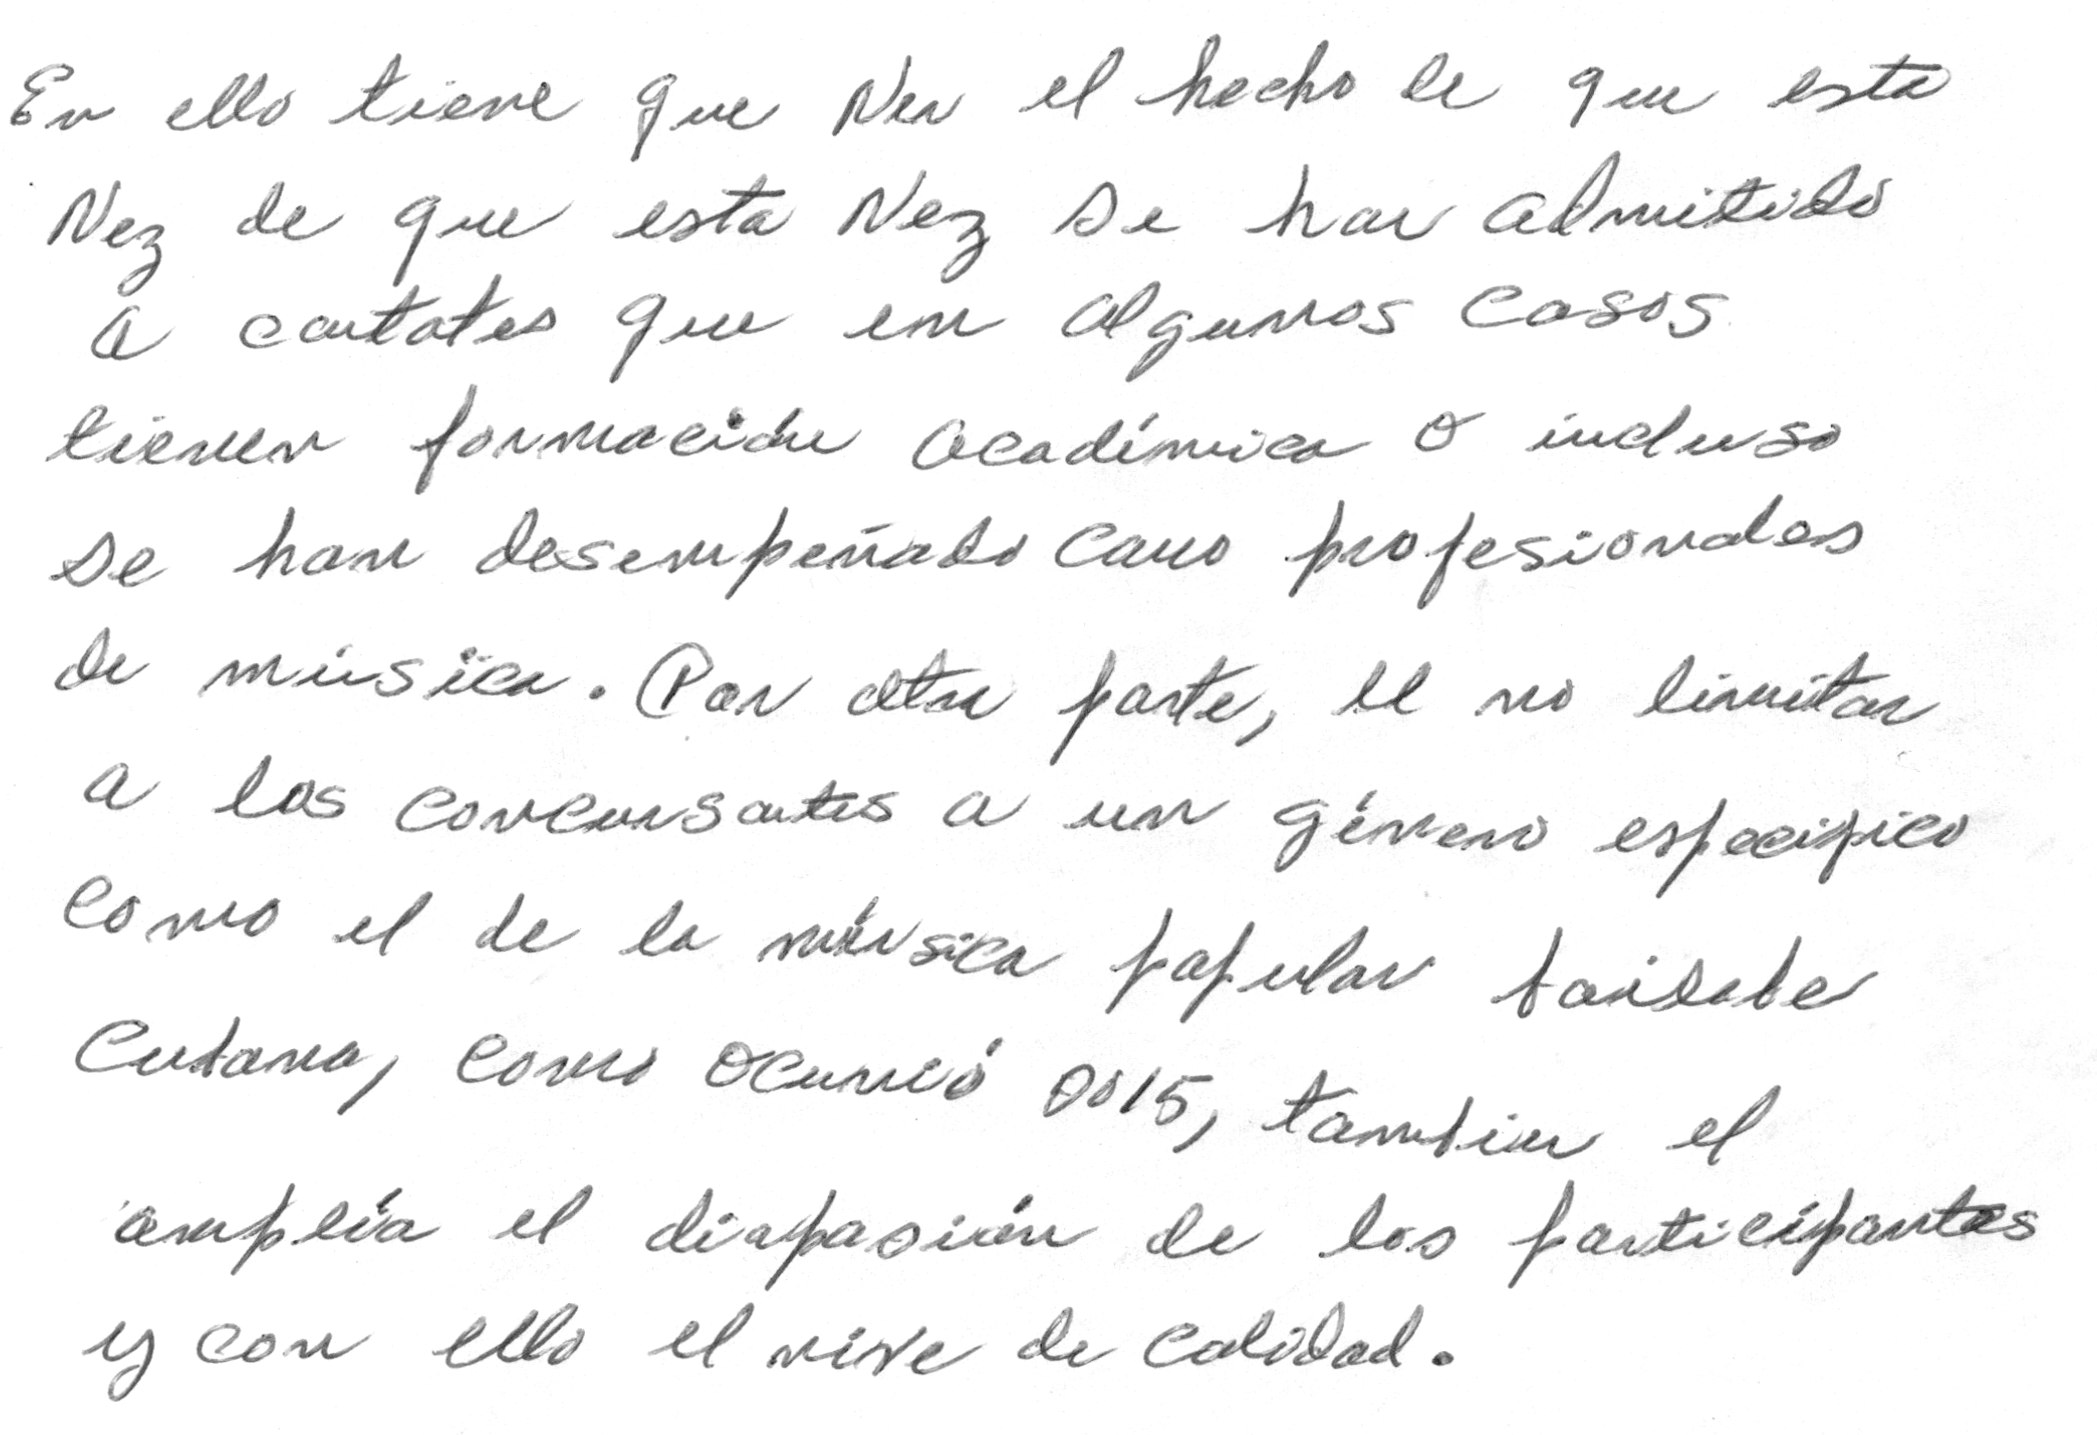 En ello tiene que ver el hecho de que esta
vez de que esta vez se han admitido
a cantantes que en algunos casos
tienen formación académica o incluso
se han desempeñado como profesionales
de música. Por otra parte, el no limitar
a los concursantes a un género específico
como el de la música popular bailable
cubana, como ocurrió 2015, también el
amplía el diapasión de los participantes
y con ello el nive de calidad.